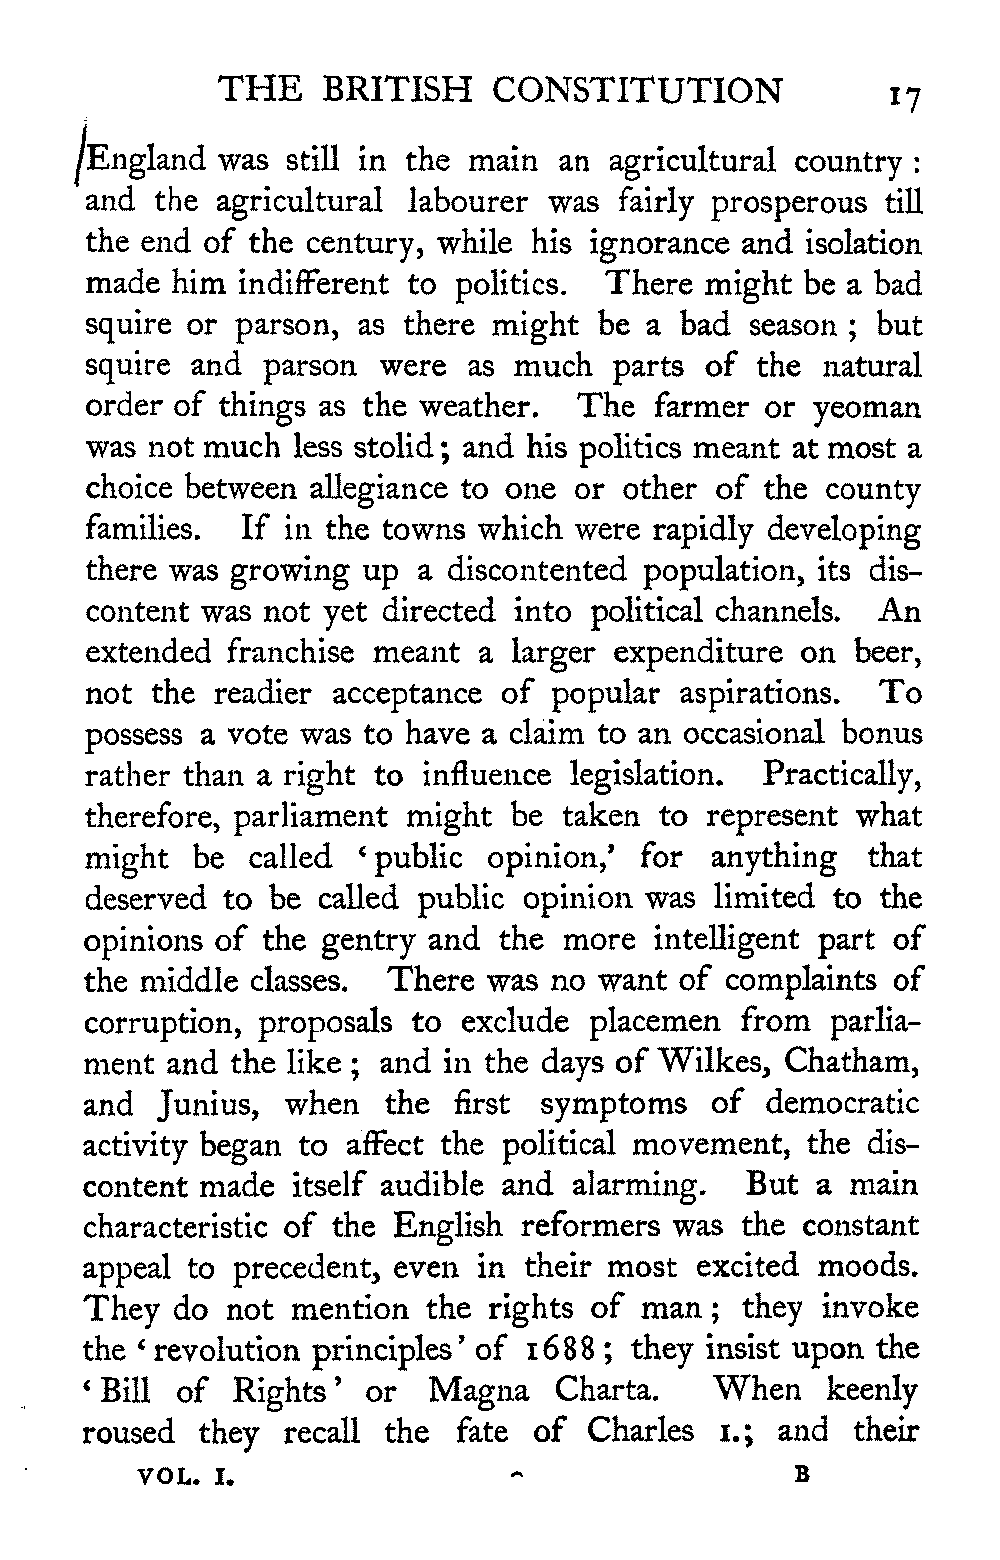 THE BRITISH CONSTITUTION 17
England was still in the main an agricultural country :
and the agricultural labourer was fairly prosperous till
the end of the century, while his ignorance and isolation
made him indifferent to politics. There might be a bad
squire or parson, as there might be a bad season ; but
squire and parson were as much parts of the natural
order of things as the weather. The farmer or yeoman
was not much less stolid ; and his politics meant at most a
choice between allegiance to one or other of the county
families. If in the towns which were rapidly developing
there was growing up a discontented population, its dis-
content was not yet directed into political channels. An
extended franchise meant a larger expenditure on beer,
not the readier acceptance of popular aspirations. To
possess a vote was to have a claim to an occasional bonus
rather than a right to influence legislation. Practically,
therefore, parliament might be taken to represent what
might be called ‘ public opinion,’ for anything that
deserved to be called public opinion was limited to the
opinions of the gentry and the more intelligent part of
the middle classes. There was no want of complaints of
corruption, proposals to exclude placemen from parlia-
ment and the like ; and in the days of Wilkes, Chatham,
and Junius, when the first symptoms of democratic
activity began to affect the political movement, the dis-
content made itself audible and alarming. But a main
characteristic of the English reformers was the constant
appeal to precedent, even in their most excited moods.
They do not mention the rights of man ; they invoke
the ‘ revolution principles ’ of 1688 ; they insist upon the
‘ Bill of Rights ’ or Magna Charta. When keenly
roused they recall the fate of Charles I.; and their
VOL. I. B